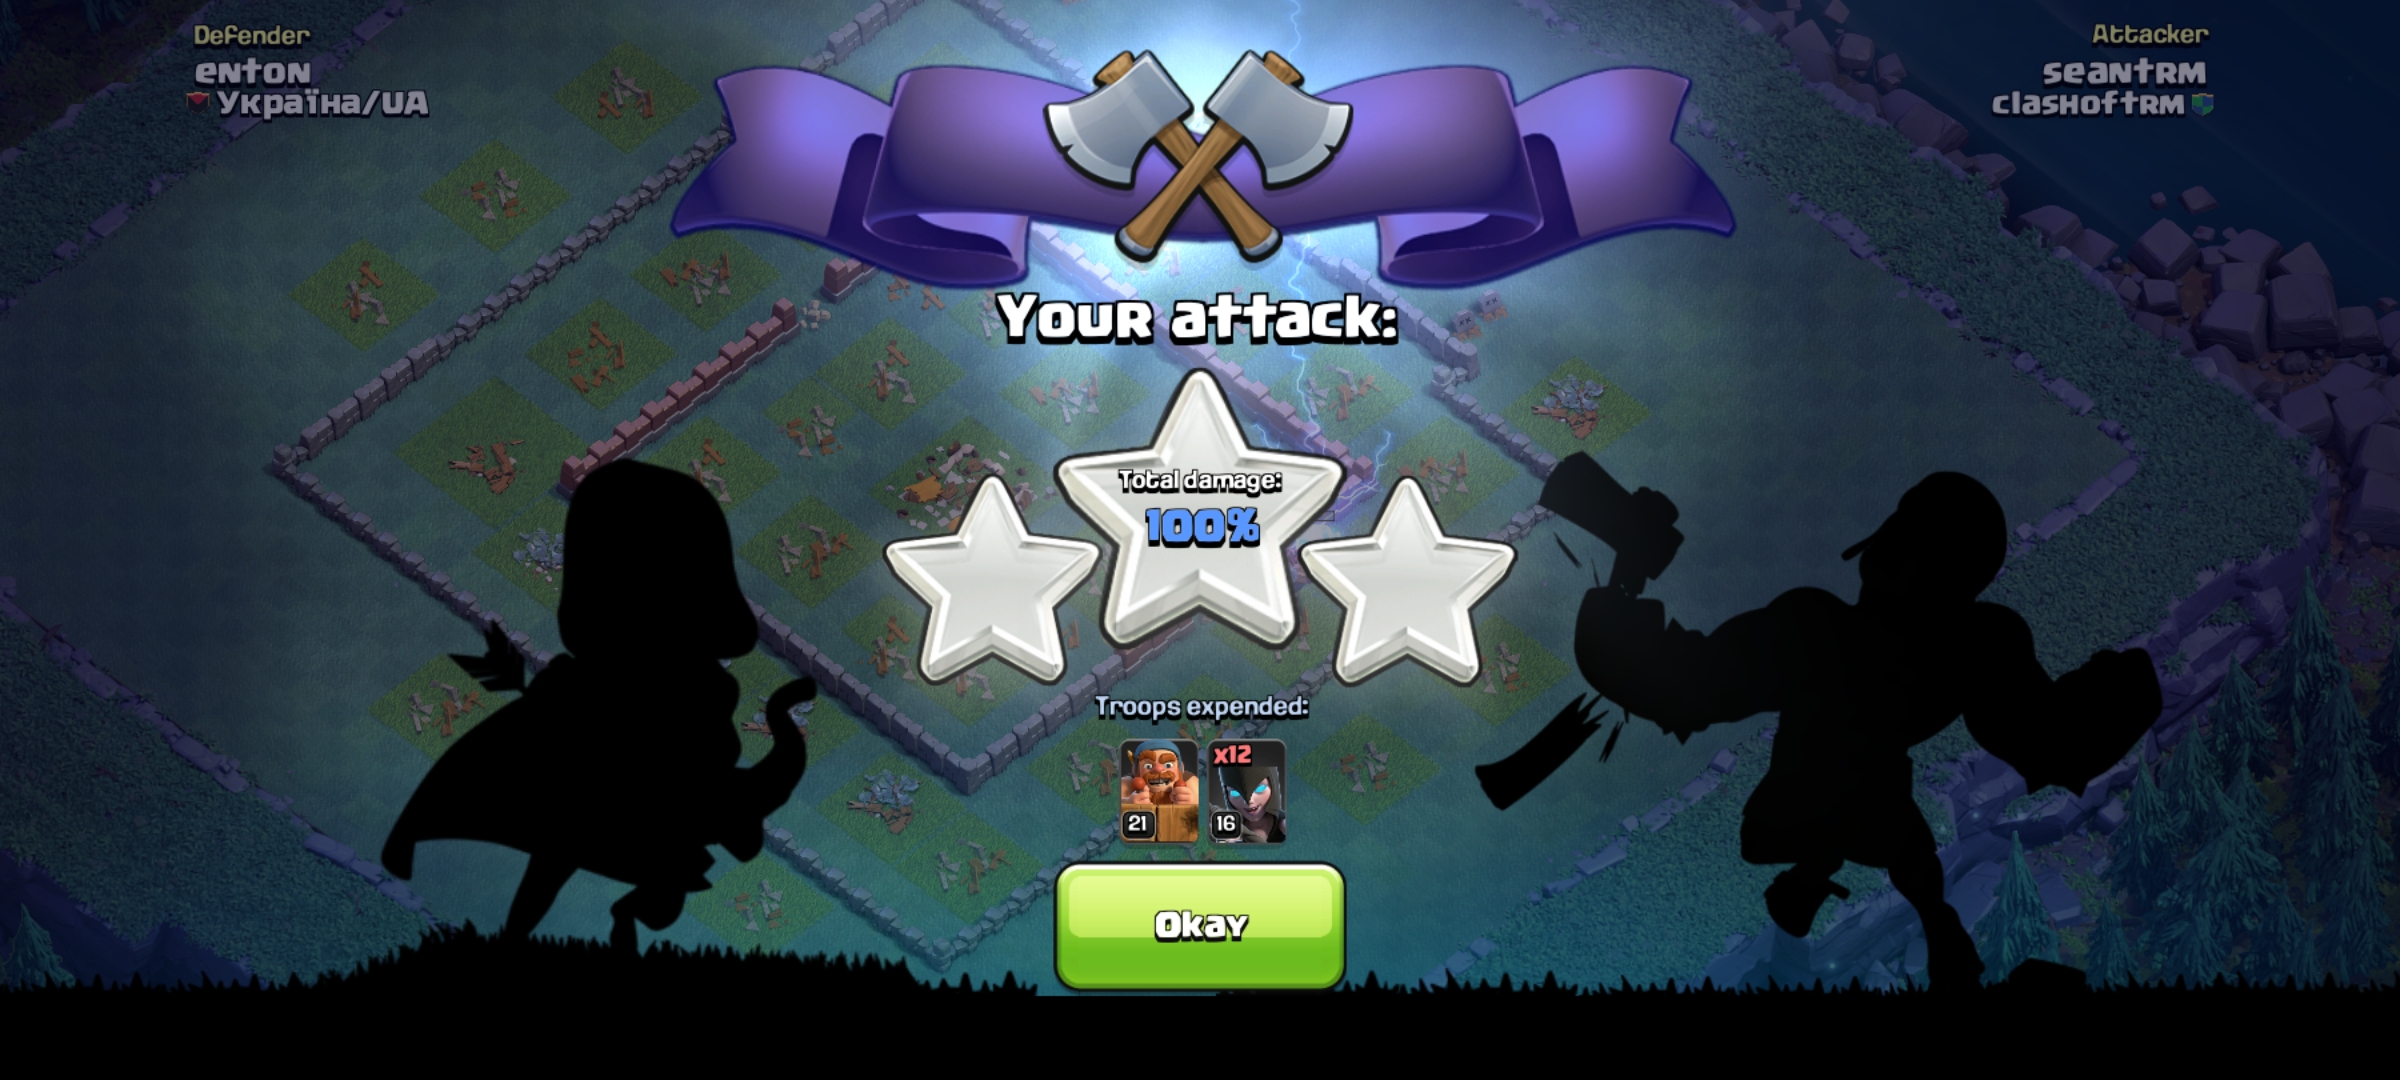 Defender
enton
Україна/UA
Attacker
seantrm
clashoftrm
Your attack:
Total damage:
100%
Troops expended:
x12
21
16
Okay